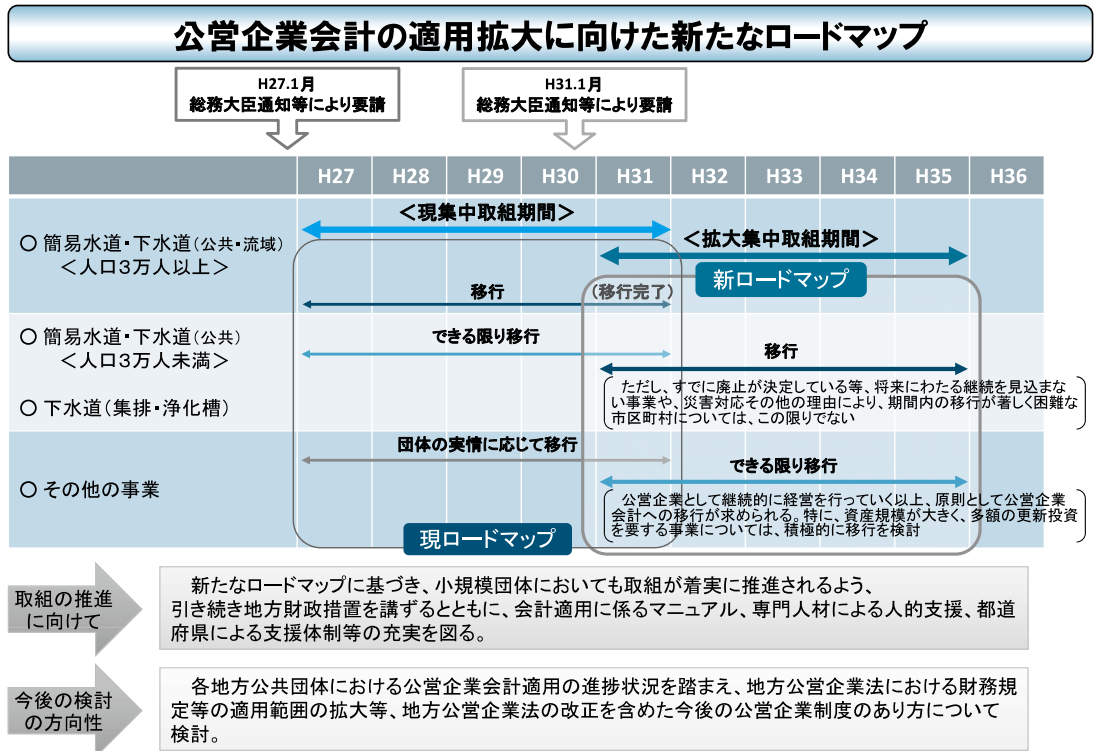 公営企業会計の適用拡大に向けた新たなロードマップ
H27.1月
総務大臣通知等により要請
H31.1月
総務大臣通知等により要請
H27 H28 H29 H30 H31 H32 H33 H34 H35 H36
○ 簡易水道・下水道(公共・流域)
＜人口3万人以上＞
＜現集中取組期間＞
＜拡大集中取組期間＞
新ロードマップ
移行
(移行完了)
○ 簡易水道・下水道(公共)
＜人口3万人未満＞
○ 下水道(集排・浄化槽)
できる限り移行
移行
ただし、すでに廃止が決定している等、将来にわたる継続を見込まな
い事業や、災害対応その他の理由により、期間内の移行が著しく困難な
市区町村については、この限りでない
○ その他の事業
団体の実情に応じて移行
できる限り移行
公営企業として継続的に経営を行っていく以上、原則として公営企業
会計への移行が求められる。特に、資産規模が大きく、多額の更新投資
を要する事業については、積極的に移行を検討
現ロードマップ
取組の推進
に向けて
新たなロードマップに基づき、小規模団体においても取組が着実に推進されるよう、
引き続き地方財政措置を講ずるとともに、会計適用に係るマニュアル、専門人材による人的支援、都道
府県による支援体制等の充実を図る。
今後の検討
の方向性
各地方公共団体における公営企業会計適用の進捗状況を踏まえ、地方公営企業法における財務規
定等の適用範囲の拡大等、地方公営企業法の改正を含めた今後の公営企業制度のあり方について
検討。